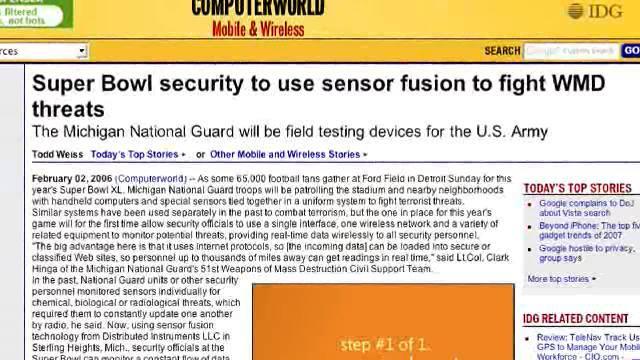 is filtered
, not bots
COMPUTERWORLD
Mobile & Wireless
IDG
rces
SEARCH
Google
Custom Search
GO
Super Bowl security to use sensor fusion to fight WMD
threats
The Michigan National Guard will be field testing devices for the U.S. Army
Todd Weiss Today's Top Stories or Other Mobile and Wireless Stories
February 02, 2006 (Computerworld) -- As some 65,000 football fans gather at Ford Field in Detroit Sunday for this
year's Super Bowl XL, Michigan National Guard troops will be patrolling the stadium and nearby neighborhoods
with handheld computers and special sensors tied together in a uniform system to fight terrorist threats.
Similar systems have been used separately in the past to combat terrorism, but the one in place for this year's
game will for the first time allow security officials to use a single interface, one wireless network and a variety of
related equipment to monitor potential threats, providing real-time data wirelessly to all security personnel.
"The big advantage here is that it uses Internet protocols, so [the incoming data] can be loaded into secure or
classified Web sites, so personnel up to thousands of miles away can get readings in real time," said Lt.Col. Clark
Hinga of the Michigan National Guard's 51st Weapons of Mass Destruction Civil Support Team.
In the past, National Guard units or other security
personnel monitored sensors individually for
chemical, biological or radiological threats, which
required them to constantly update one another
by radio, he said. Now, using sensor fusion
technology from Distributed Instruments LLC in
Sterling Heights, Mich., security officials at the
Super Bowl can monitor a constant flow of data
step #1 of 1.
TODAY'S TOP STORIES
Google complains to DoJ
about Vista search
Beyond iPhone: The top five
gadget trends of 2007
Google hostile to privacy,
group says
More top stories
IDG RELATED CONTENT
Review: TeleNav Track
GPS to Manage Your Mobile
Workforce - CIO.com